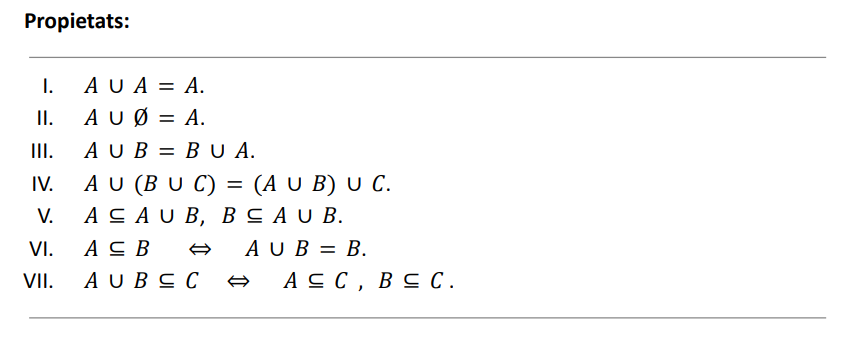 Propietats:
I. A ∪ A = A.
II. A ∪ Ø = A.
III. A ∪ B = B ∪ A.
IV. A ∪ (B ∪ C) = (A ∪ B) ∪ C.
V. A ⊆ A ∪ B, B ⊆ A ∪ B.
VI. A ⊆ B ⇔ A ∪ B = B.
VII. A ∪ B ⊆ C ⇔ A ⊆ C , B ⊆ C .